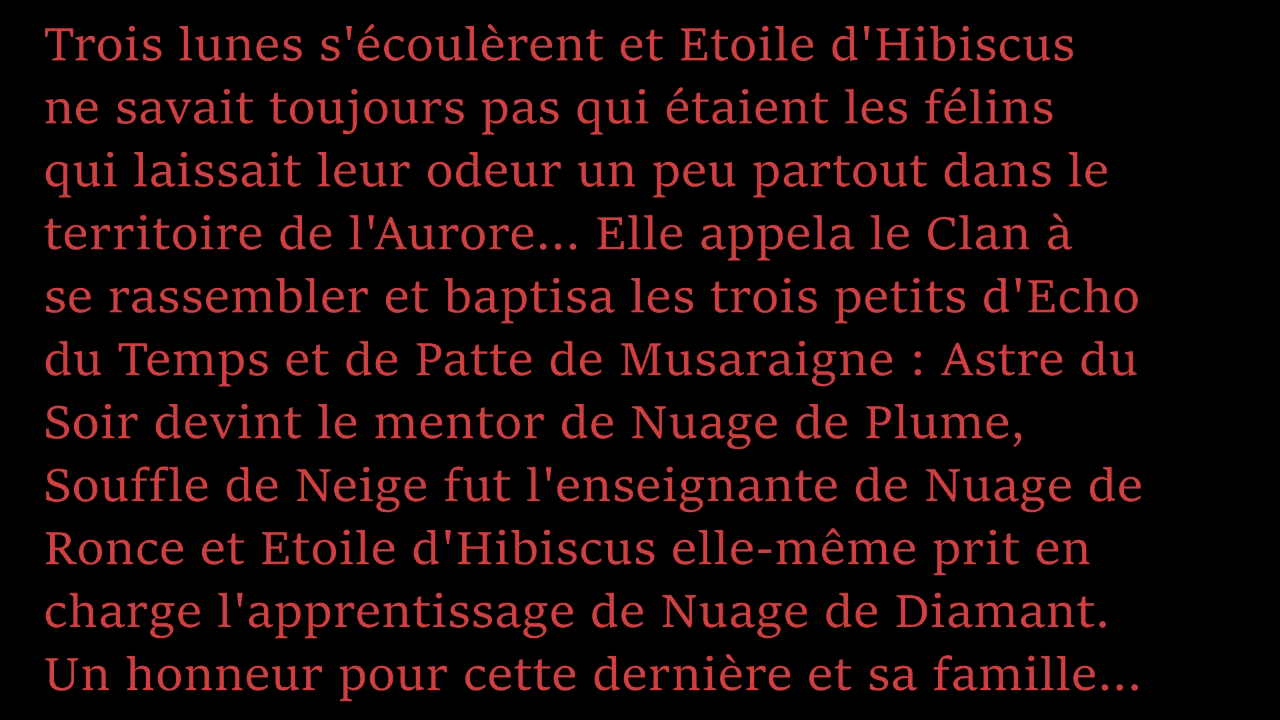 Trois lunes s'écoulèrent et Etoile d'Hibiscus
ne savait toujours pas qui étaient les félins
qui laissait leur odeur un peu partout dans le
territoire de l'Aurore... Elle appela le Clan à
se rassembler et baptisa les trois petits d'Echo
du Temps et de Patte de Musaraigne : Astre du
Soir devint le mentor de Nuage de Plume,
Souffle de Neige fut l'enseignante de Nuage de
Ronce et Etoile d'Hibiscus elle-même prit en
charge l'apprentissage de Nuage de Diamant.
Un honneur pour cette dernière et sa famille...